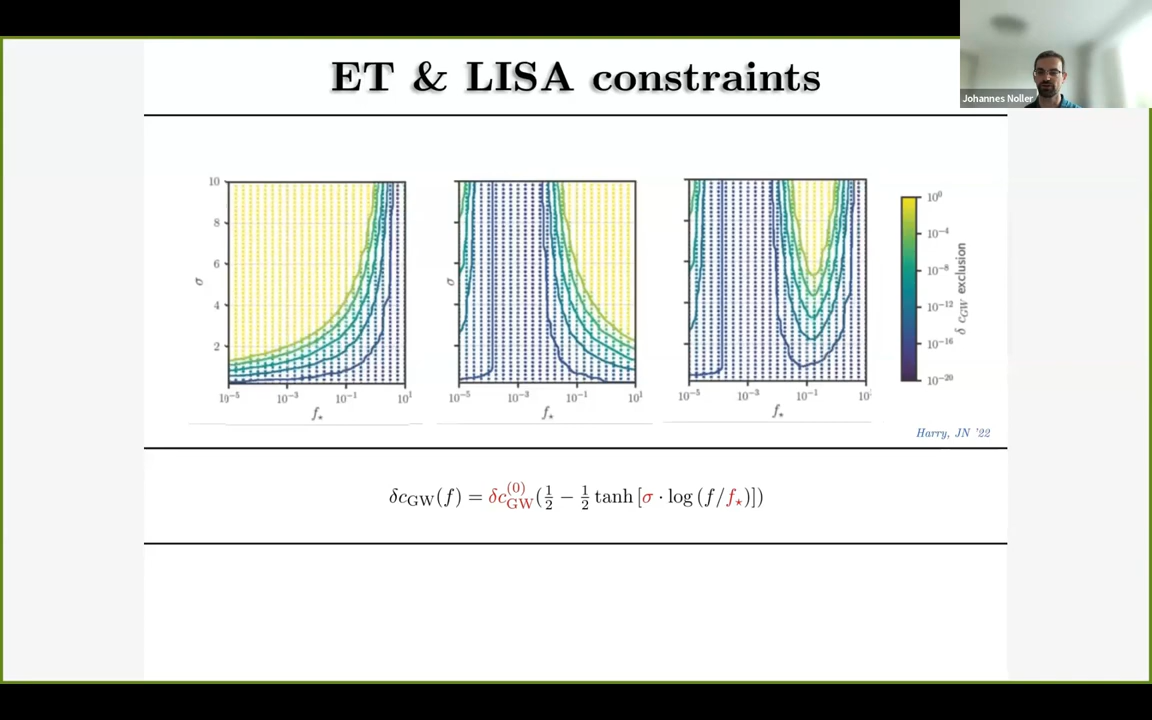 ET & LISA constraints
Johannes Noller
10 8 6 4 2
σ
10⁻⁵ 10⁻³ 10⁻¹ 10¹
f⋆
σ
10⁻⁵ 10⁻³ 10⁻¹ 10¹
f⋆
10⁻⁵ 10⁻³ 10⁻¹ 10
f⋆
10⁰ 10⁻⁴ 10⁻⁸ 10⁻¹² 10⁻¹⁶ 10⁻²⁰
δ c_GW exclusion
Harry, JN '22
δc_GW(f) = δc_GW^(0)(½ − ½ tanh [σ · log (f/f⋆)])